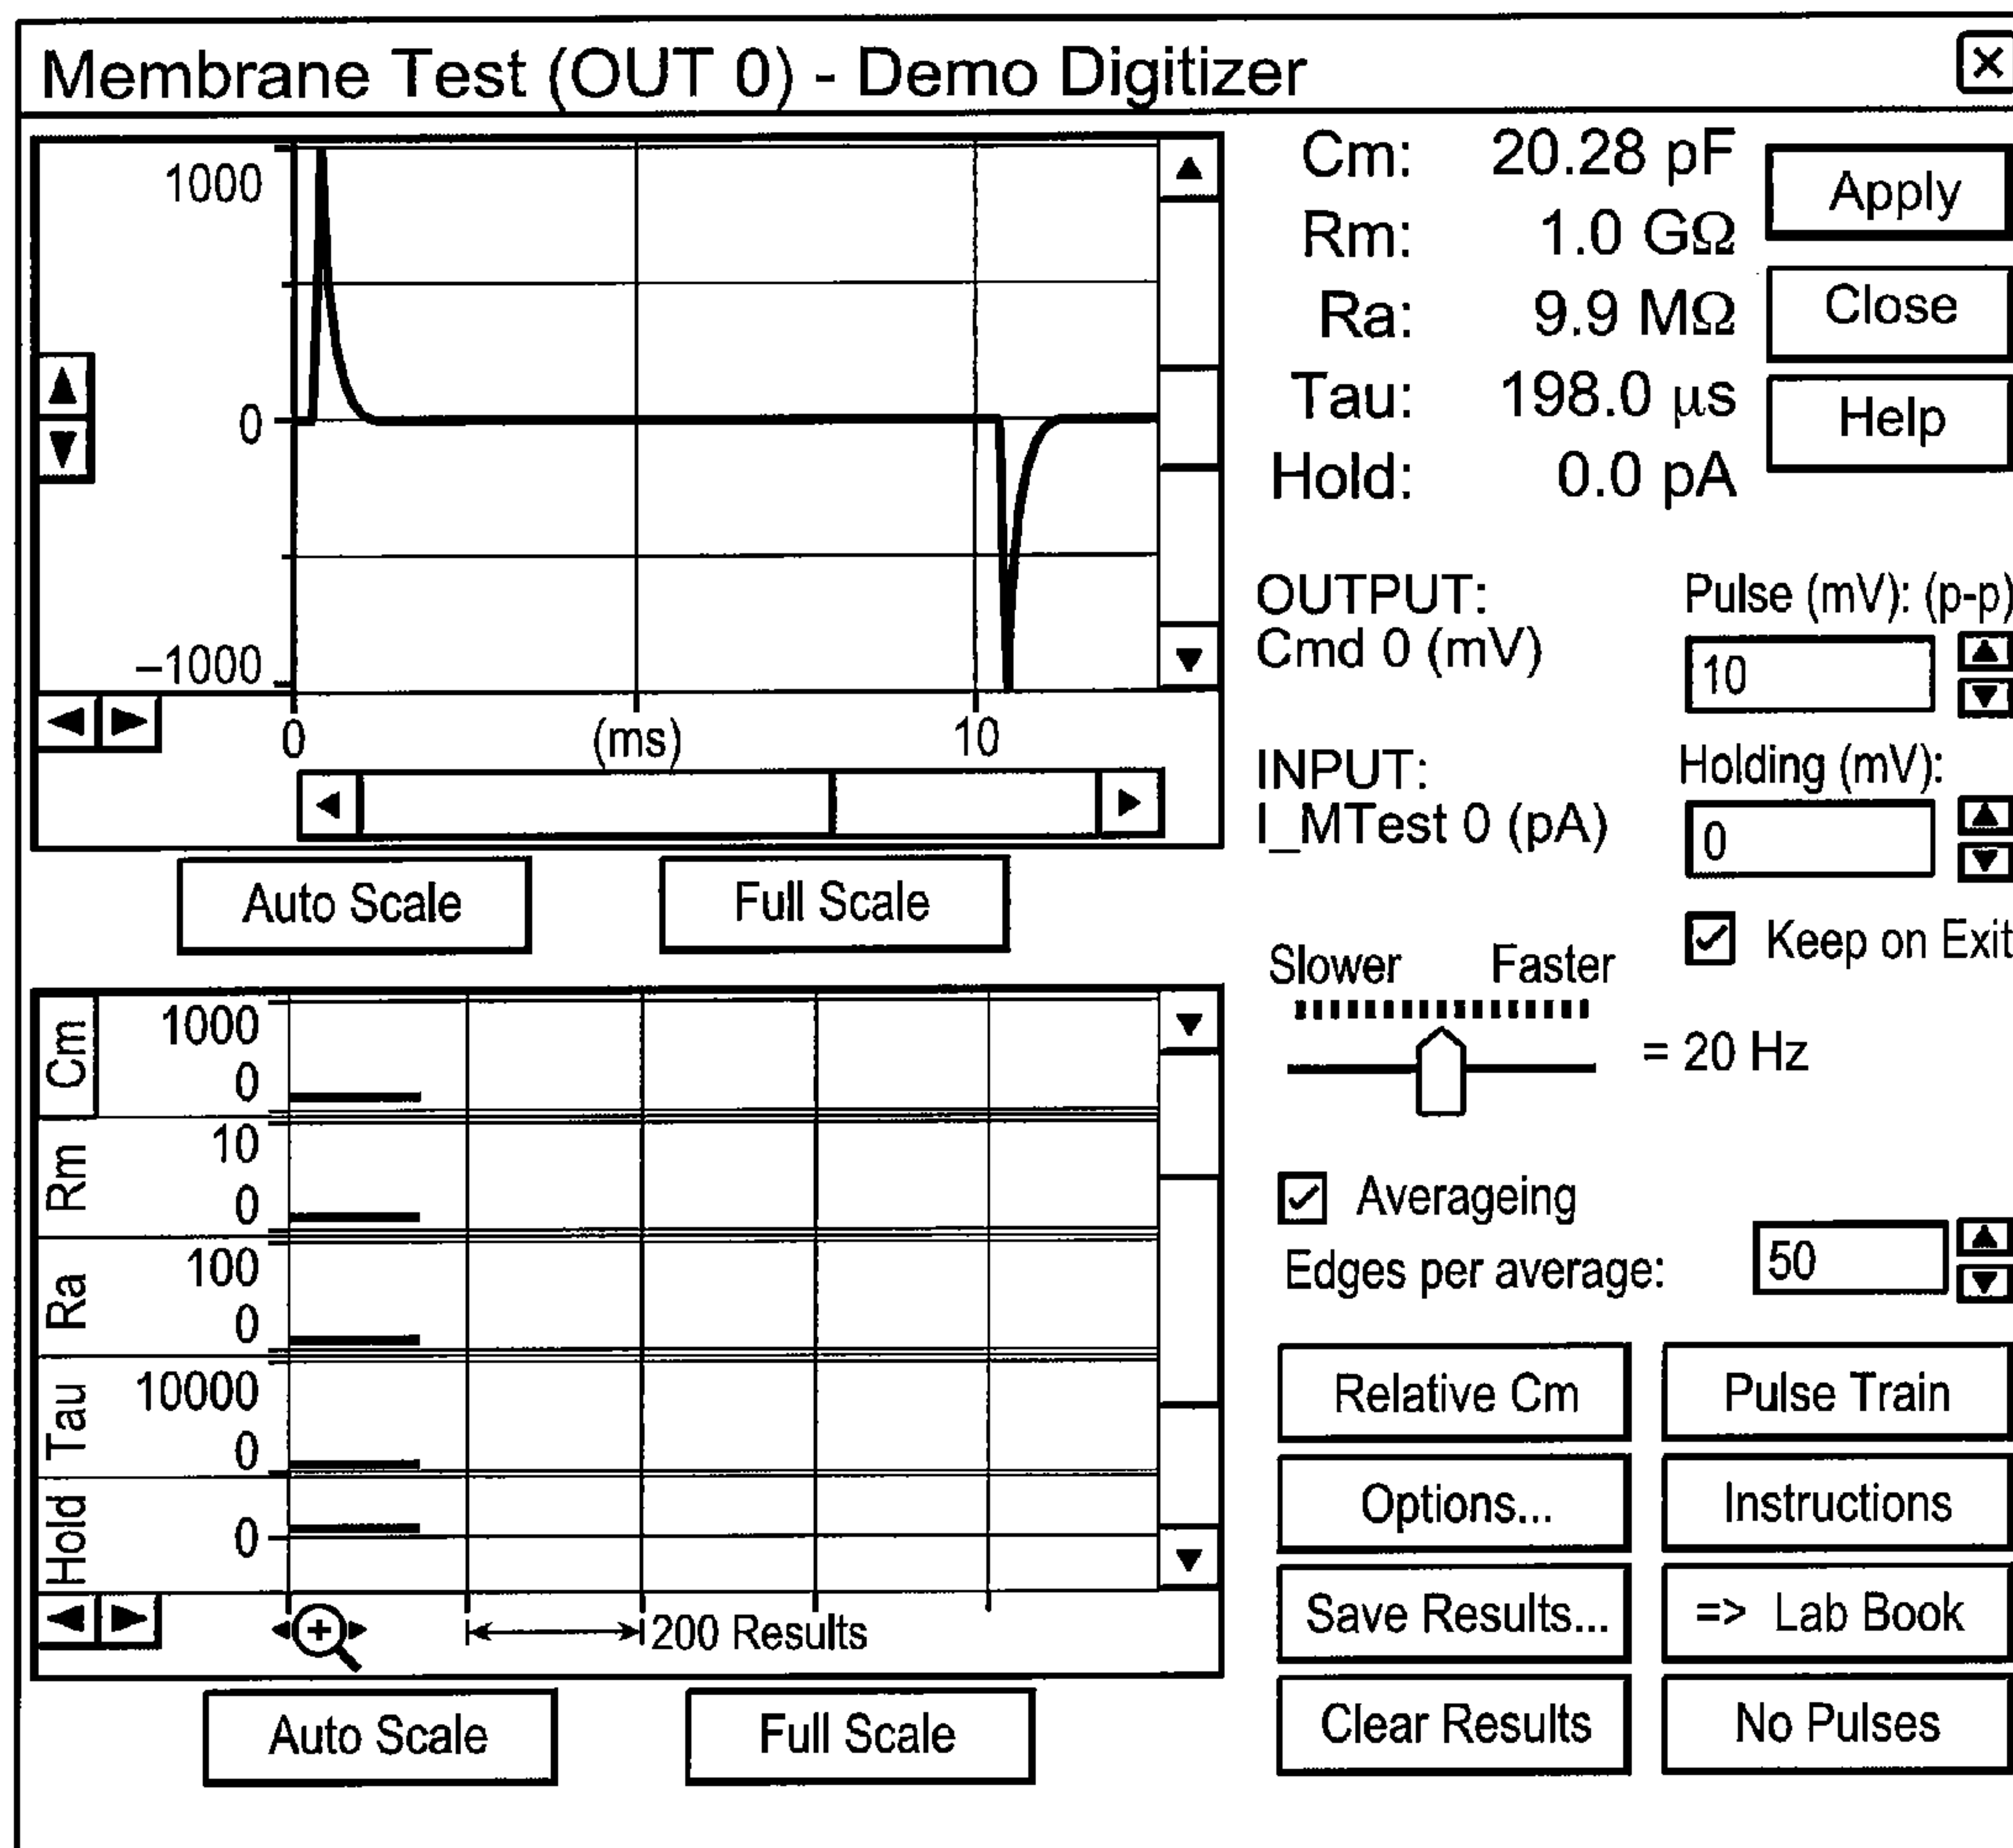 Membrane Test (OUT 0) - Demo Digitizer
1000
0
–1000
0 (ms) 10
Auto Scale Full Scale
Cm: 20.28 pF
Rm: 1.0 GΩ
Ra: 9.9 MΩ
Tau: 198.0 μs
Hold: 0.0 pA
Apply
Close
Help
OUTPUT:
Cmd 0 (mV)
Pulse (mV): (p-p)
10
INPUT:
I_MTest 0 (pA)
Holding (mV):
0
Keep on Exit
Slower Faster
= 20 Hz
Averageing
Edges per average: 50
Cm 1000
0
Rm 10
0
Ra 100
0
Tau 10000
0
Hold 0
200 Results
Auto Scale Full Scale
Relative Cm Pulse Train
Options... Instructions
Save Results... => Lab Book
Clear Results No Pulses